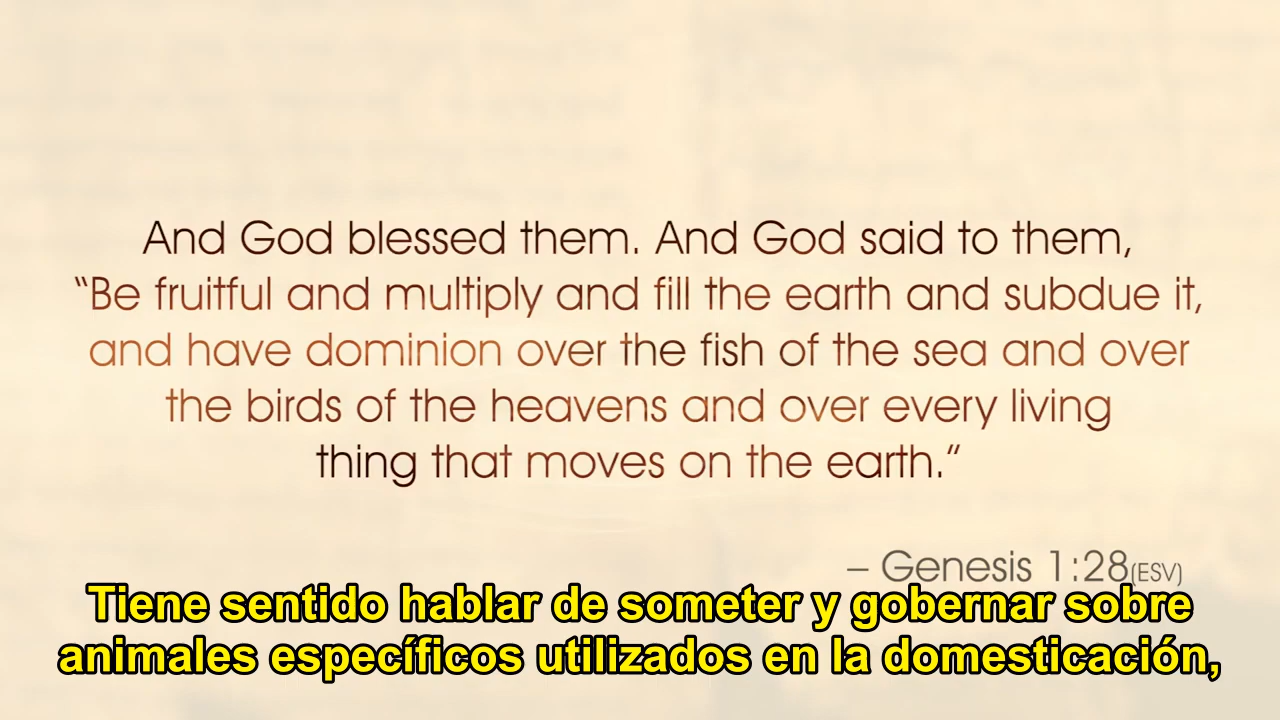 And God blessed them. And God said to them,
“Be fruitful and multiply and fill the earth and subdue it,
and have dominion over the fish of the sea and over
the birds of the heavens and over every living
thing that moves on the earth.”
– Genesis 1:28(ESV)
Tiene sentido hablar de someter y gobernar sobre
animales específicos utilizados en la domesticación,